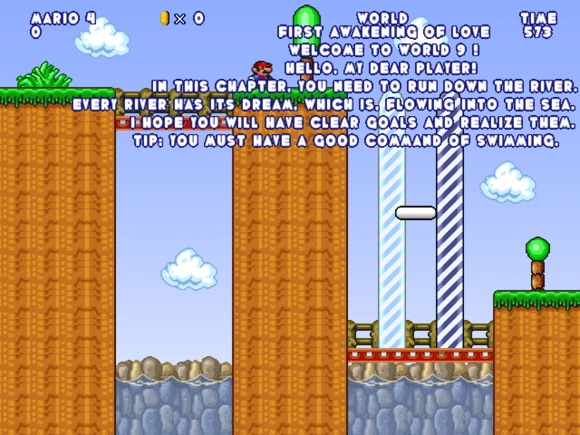 MARIO 4
0
× 0
WORLD
TIME
573
FIRST AWAKENING OF LOVE
WELCOME TO WORLD 9 !
HELLO, MY DEAR PLAYER!
IN THIS CHAPTER, YOU NEED TO RUN DOWN THE RIVER.
EVERY RIVER HAS ITS DREAM, WHICH IS, FLOWING INTO THE SEA.
I HOPE YOU WILL HAVE CLEAR GOALS AND REALIZE THEM.
TIP: YOU MUST HAVE A GOOD COMMAND OF SWIMMING.